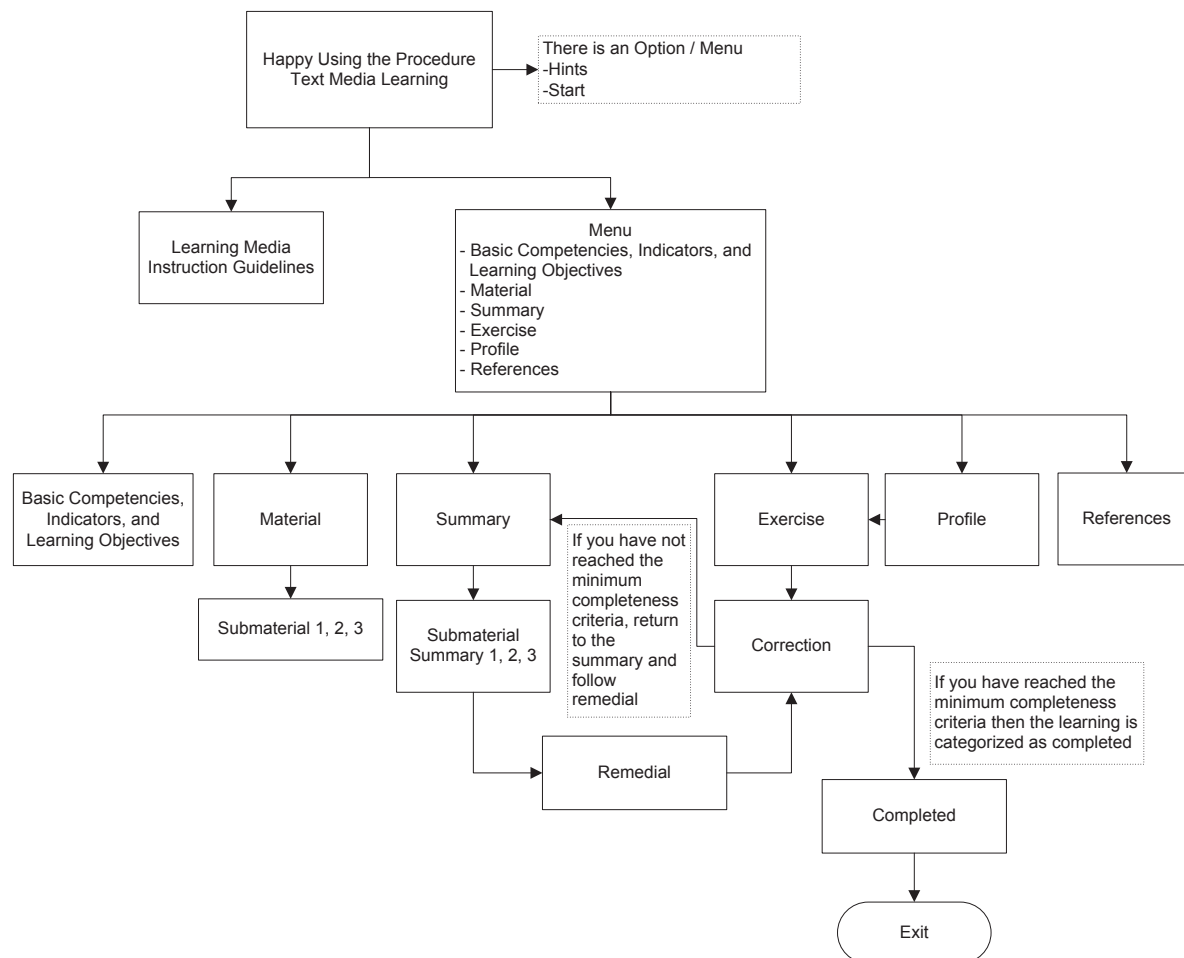 Happy Using the Procedure
Text Media Learning
There is an Option / Menu
-Hints
-Start
Learning Media
Instruction Guidelines
Menu
- Basic Competencies, Indicators, and
Learning Objectives
- Material
- Summary
- Exercise
- Profile
- References
Basic Competencies,
Indicators, and
Learning Objectives
Material
Summary
Exercise
Profile
References
If you have not
reached the
minimum
completeness
criteria, return
to the
summary and
follow
remedial
Submaterial 1, 2, 3
Submaterial
Summary 1, 2, 3
Correction
If you have reached the
minimum completeness
criteria then the learning is
categorized as completed
Remedial
Completed
Exit